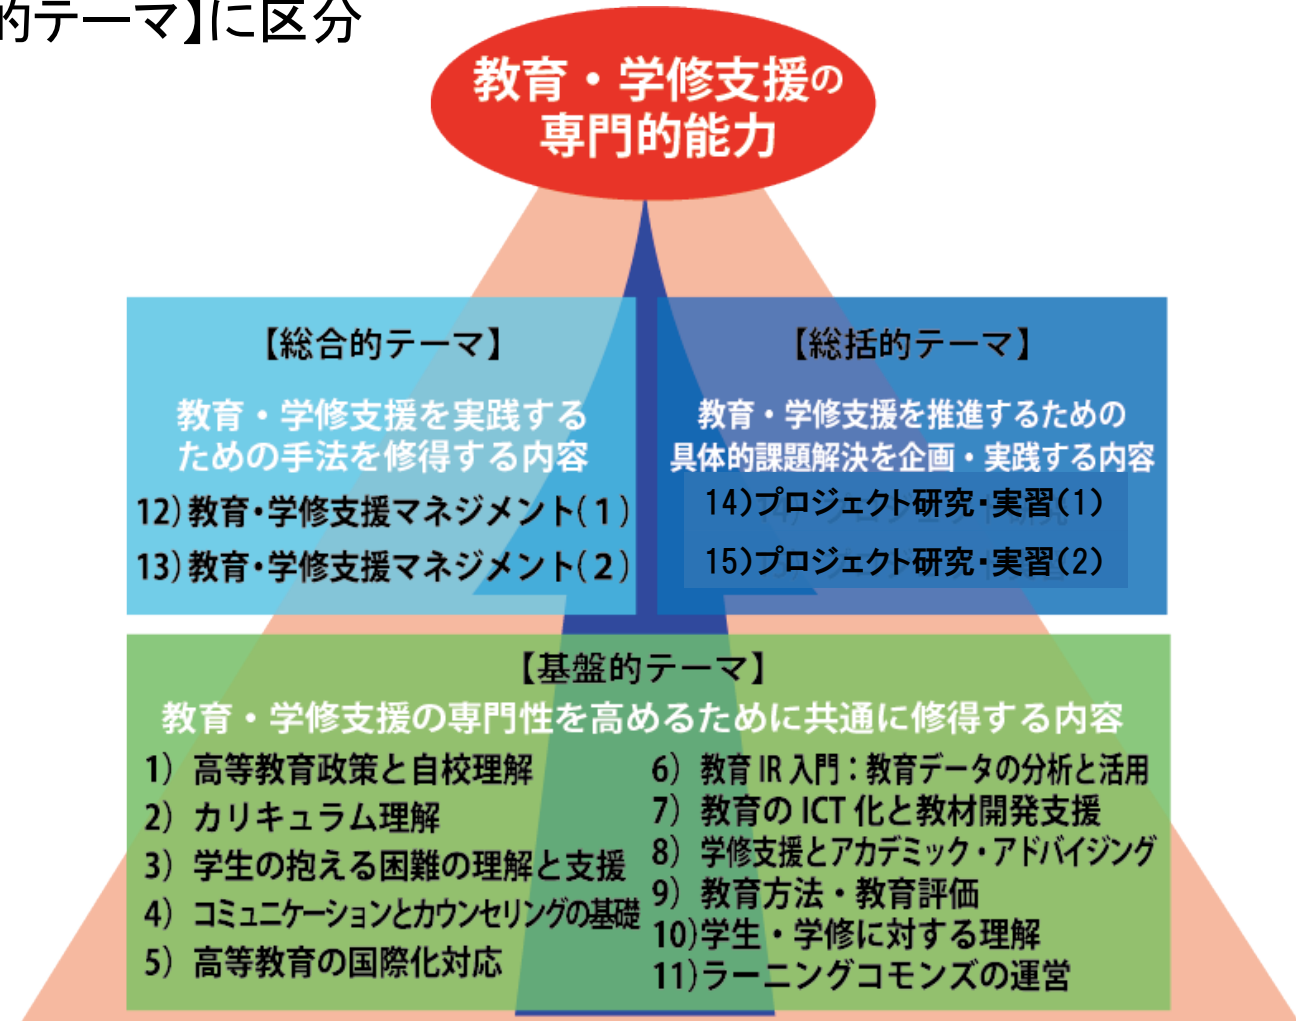 的テーマ】に区分
教育・学修支援の
専門的能力
【総合的テーマ】
教育・学修支援を実践する
ための手法を修得する内容
12)教育・学修支援マネジメント(1)
13)教育・学修支援マネジメント(2)
【総括的テーマ】
教育・学修支援を推進するための
具体的課題解決を企画・実践する内容
14)プロジェクト研究・実習(1)
15)プロジェクト研究・実習(2)
【基盤的テーマ】
教育・学修支援の専門性を高めるために共通に修得する内容
1) 高等教育政策と自校理解
2) カリキュラム理解
3) 学生の抱える困難の理解と支援
4) コミュニケーションとカウンセリングの基礎
5) 高等教育の国際化対応
6) 教育 IR 入門：教育データの分析と活用
7) 教育の ICT 化と教材開発支援
8) 学修支援とアカデミック・アドバイジング
9) 教育方法・教育評価
10)学生・学修に対する理解
11)ラーニングコモンズの運営